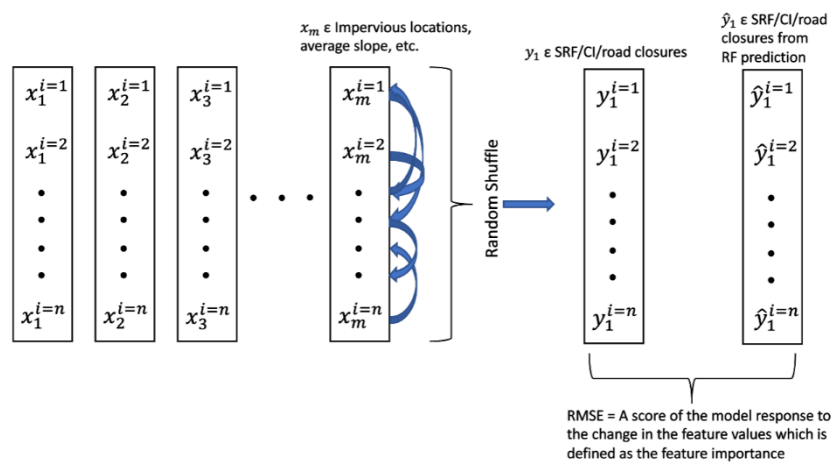 x_m ε Impervious locations,
average slope, etc.
y_1 ε SRF/CI/road closures
ŷ_1 ε SRF/CI/road
closures from
RF prediction
x_1^{i=1} x_2^{i=1} x_3^{i=1} x_m^{i=1} y_1^{i=1} ŷ_1^{i=1}
x_1^{i=2} x_2^{i=2} x_3^{i=2} x_m^{i=2} y_1^{i=2} ŷ_1^{i=2}
Random Shuffle
x_1^{i=n} x_2^{i=n} x_3^{i=n} x_m^{i=n} y_1^{i=n} ŷ_1^{i=n}
RMSE = A score of the model response to
the change in the feature values which is
defined as the feature importance